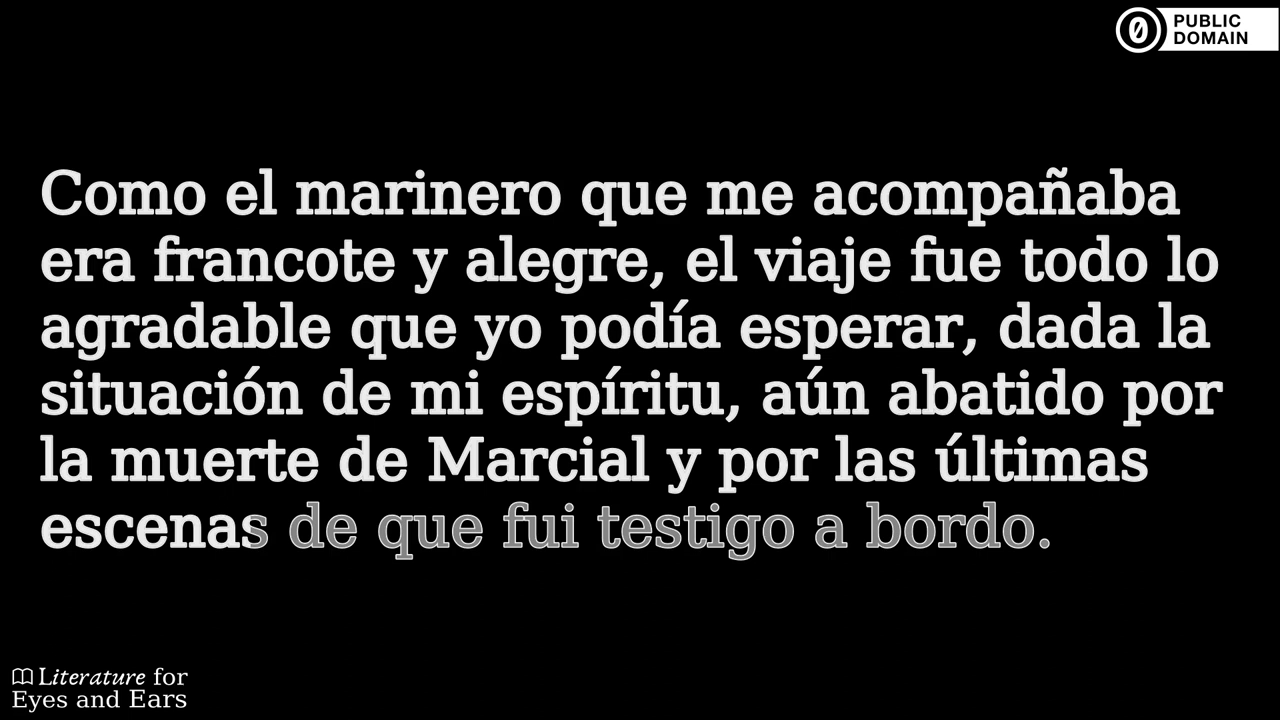 PUBLIC
DOMAIN
Como el marinero que me acompañaba
era francote y alegre, el viaje fue todo lo
agradable que yo podía esperar, dada la
situación de mi espíritu, aún abatido por
la muerte de Marcial y por las últimas
escenas de que fui testigo a bordo.
Literature for
Eyes and Ears